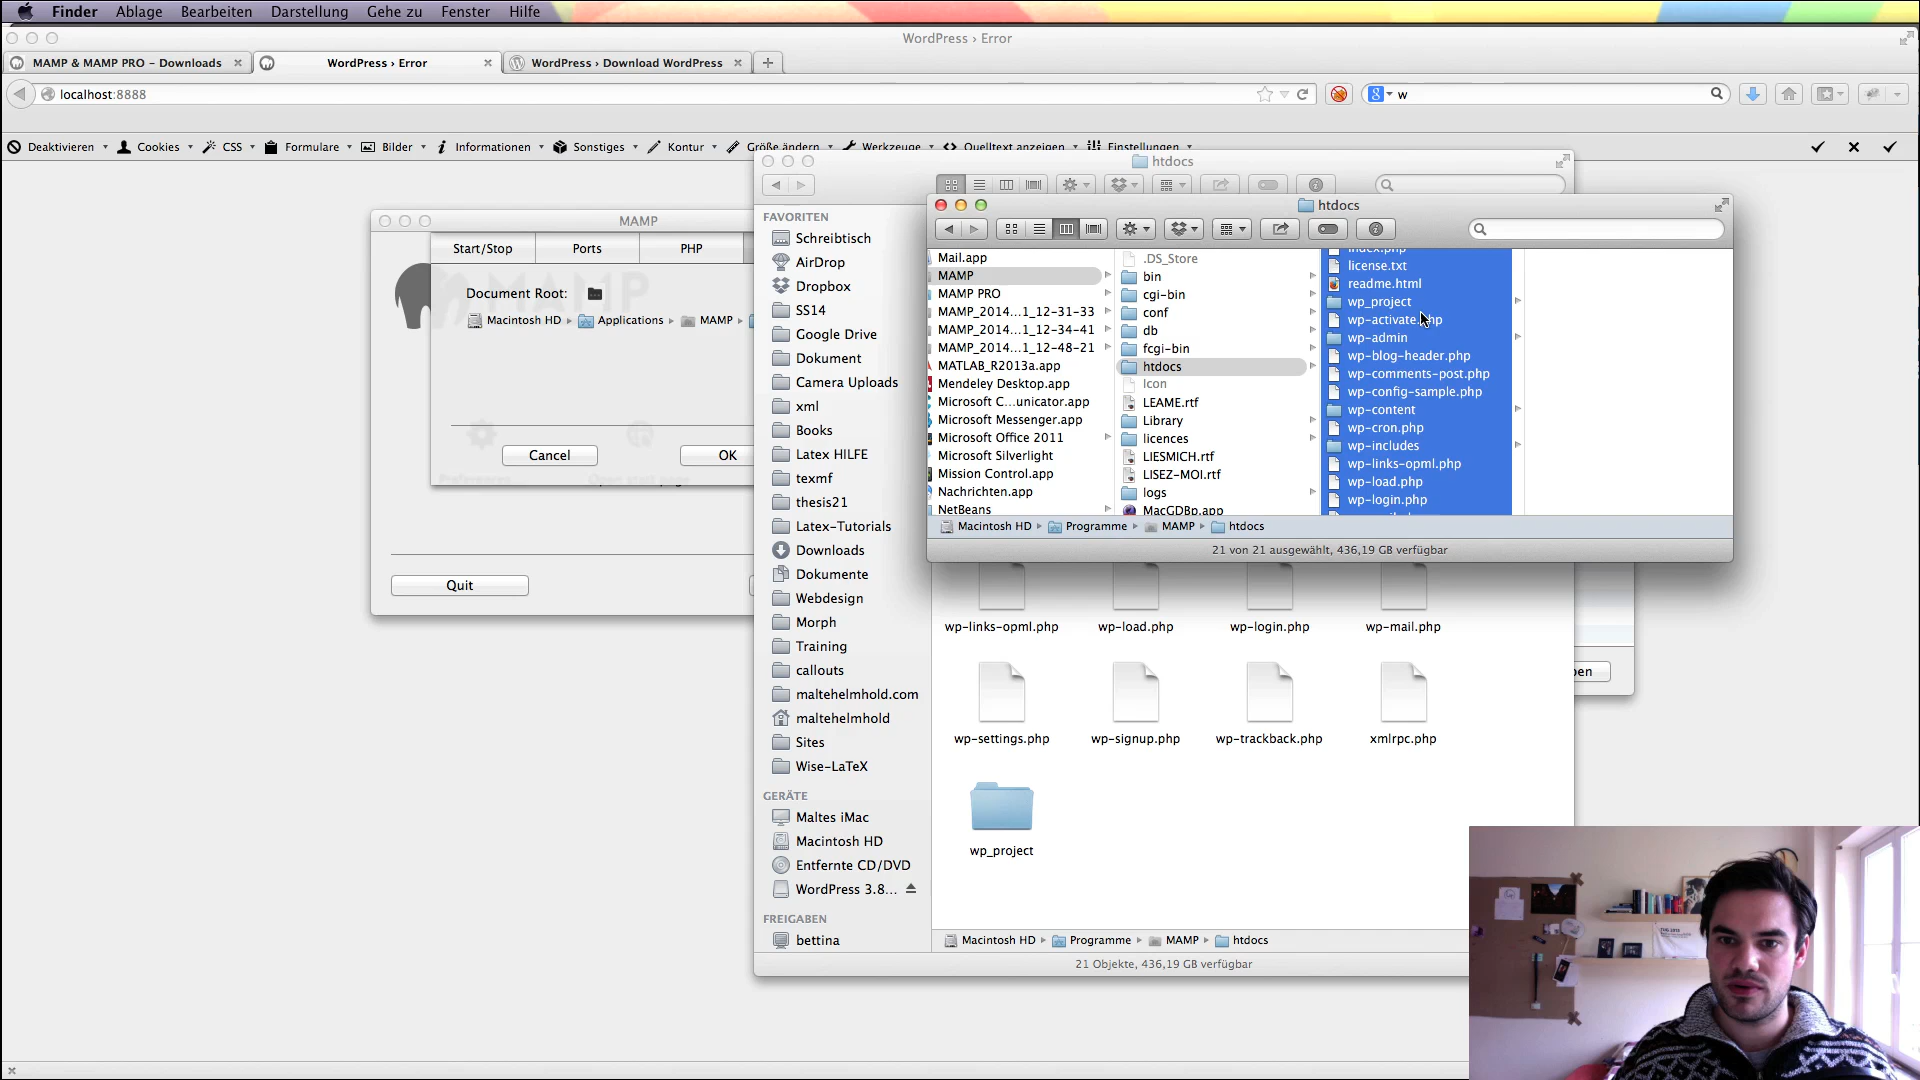 Finder Ablage Bearbeiten Darstellung Gehe zu Fenster Hilfe
WordPress › Error
MAMP & MAMP PRO – Downloads
WordPress › Error
WordPress › Download WordPress
localhost:8888
w
Deaktivieren
Cookies
CSS
Formulare
Bilder
Informationen
Sonstiges
Kontur
Größe ändern
Werkzeuge
Quelltext anzeigen
Einstellungen
MAMP
Start/Stop
Ports
PHP
Document Root:
Macintosh HD
Applications
MAMP
Cancel
OK
Preferences
Open start page
Quit
htdocs
FAVORITEN
Schreibtisch
AirDrop
Dropbox
SS14
Google Drive
Dokument
Camera Uploads
xml
Books
Latex HILFE
texmf
thesis21
Latex-Tutorials
Downloads
Dokumente
Webdesign
Morph
Training
callouts
maltehelmhold.com
maltehelmhold
Sites
Wise-LaTeX
GERÄTE
Maltes iMac
Macintosh HD
Entfernte CD/DVD
WordPress 3.8...
FREIGABEN
bettina
htdocs
Mail.app
MAMP
MAMP PRO
MAMP_2014...1_12-31-33
MAMP_2014...1_12-34-41
MAMP_2014...1_12-48-21
MATLAB_R2013a.app
Mendeley Desktop.app
Microsoft C...unicator.app
Microsoft Messenger.app
Microsoft Office 2011
Microsoft Silverlight
Mission Control.app
Nachrichten.app
NetBeans
.DS_Store
bin
cgi-bin
conf
db
fcgi-bin
htdocs
Icon
LEAME.rtf
Library
licences
LIESMICH.rtf
LISEZ-MOI.rtf
logs
MacGDBp.app
index.php
license.txt
readme.html
wp_project
wp-activate.php
wp-admin
wp-blog-header.php
wp-comments-post.php
wp-config-sample.php
wp-content
wp-cron.php
wp-includes
wp-links-opml.php
wp-load.php
wp-login.php
Macintosh HD
Programme
MAMP
htdocs
21 von 21 ausgewählt, 436,19 GB verfügbar
wp-links-opml.php
wp-load.php
wp-login.php
wp-mail.php
wp-settings.php
wp-signup.php
wp-trackback.php
xmlrpc.php
wp_project
Macintosh HD
Programme
MAMP
htdocs
21 Objekte, 436,19 GB verfügbar